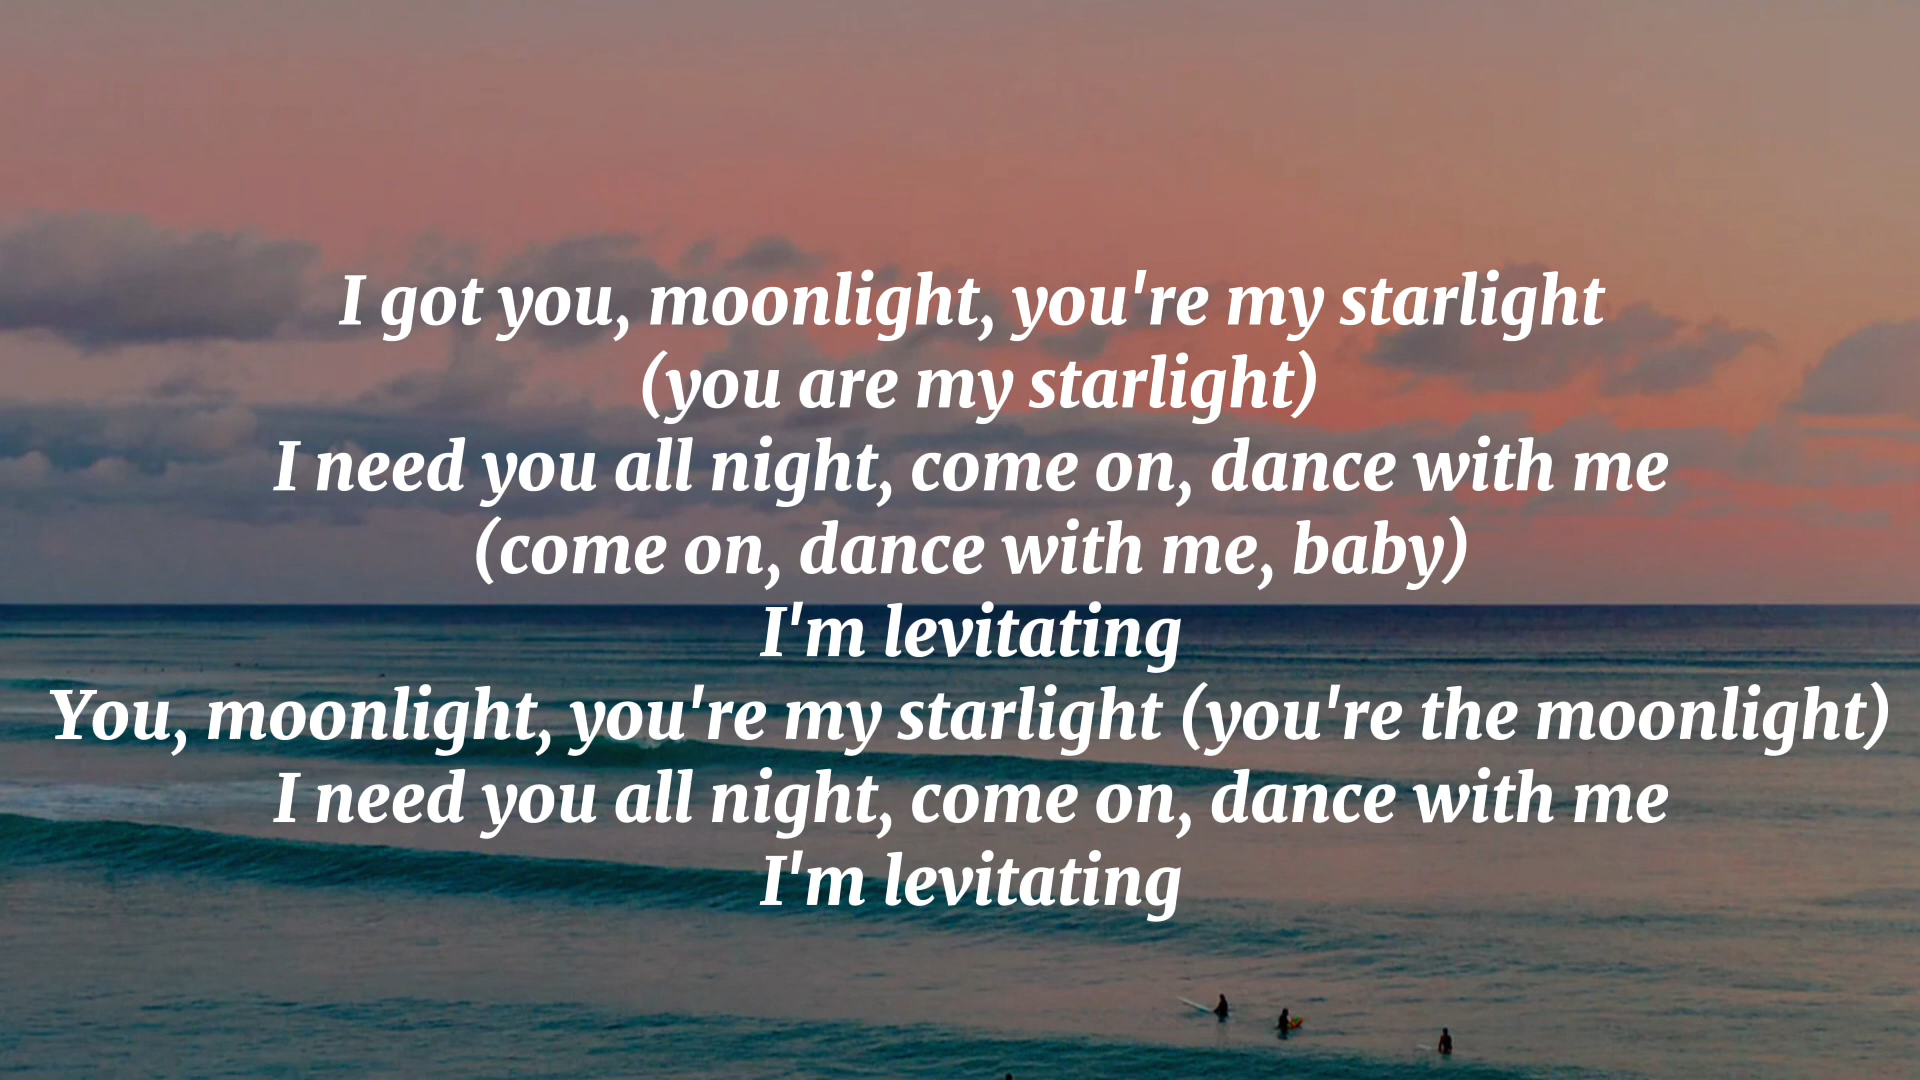 I got you, moonlight, you're my starlight
(you are my starlight)
I need you all night, come on, dance with me
(come on, dance with me, baby)
I'm levitating
You, moonlight, you're my starlight (you're the moonlight)
I need you all night, come on, dance with me
I'm levitating